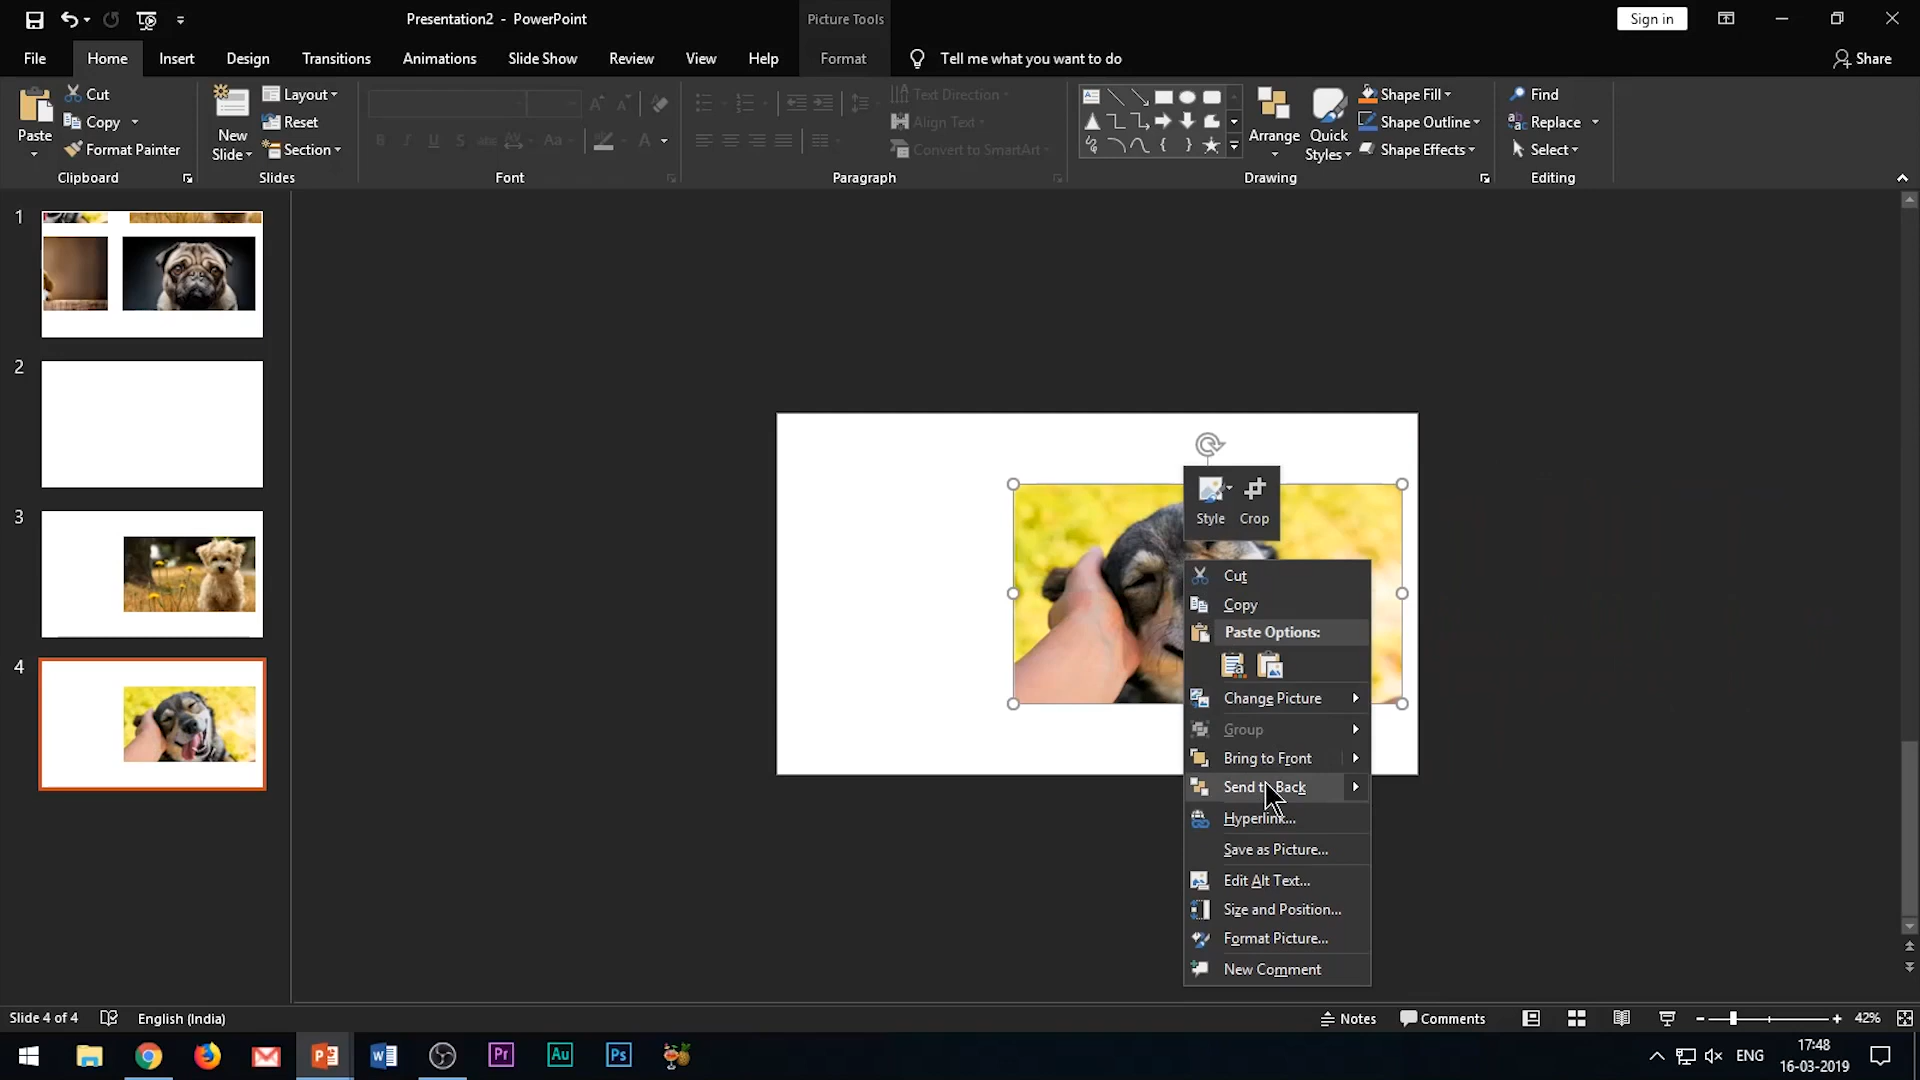 Presentation2 - PowerPoint
Picture Tools
Sign in
File
Home
Insert
Design
Transitions
Animations
Slide Show
Review
View
Help
Format
Tell me what you want to do
Share
Paste
Cut
Copy
Format Painter
Clipboard
New
Slide
Layout
Reset
Section
Slides
Font
Text Direction
Align Text
Convert to SmartArt
Paragraph
Arrange
Quick
Styles
Shape Fill
Shape Outline
Shape Effects
Drawing
Find
Replace
Select
Editing
1
2
3
4
Style
Crop
Cut
Copy
Paste Options:
Change Picture
Group
Bring to Front
Send to Back
Hyperlink...
Save as Picture...
Edit Alt Text...
Size and Position...
Format Picture...
New Comment
Slide 4 of 4
English (India)
Notes
Comments
42%
Pr
Au
Ps
ENG
17:48
16-03-2019